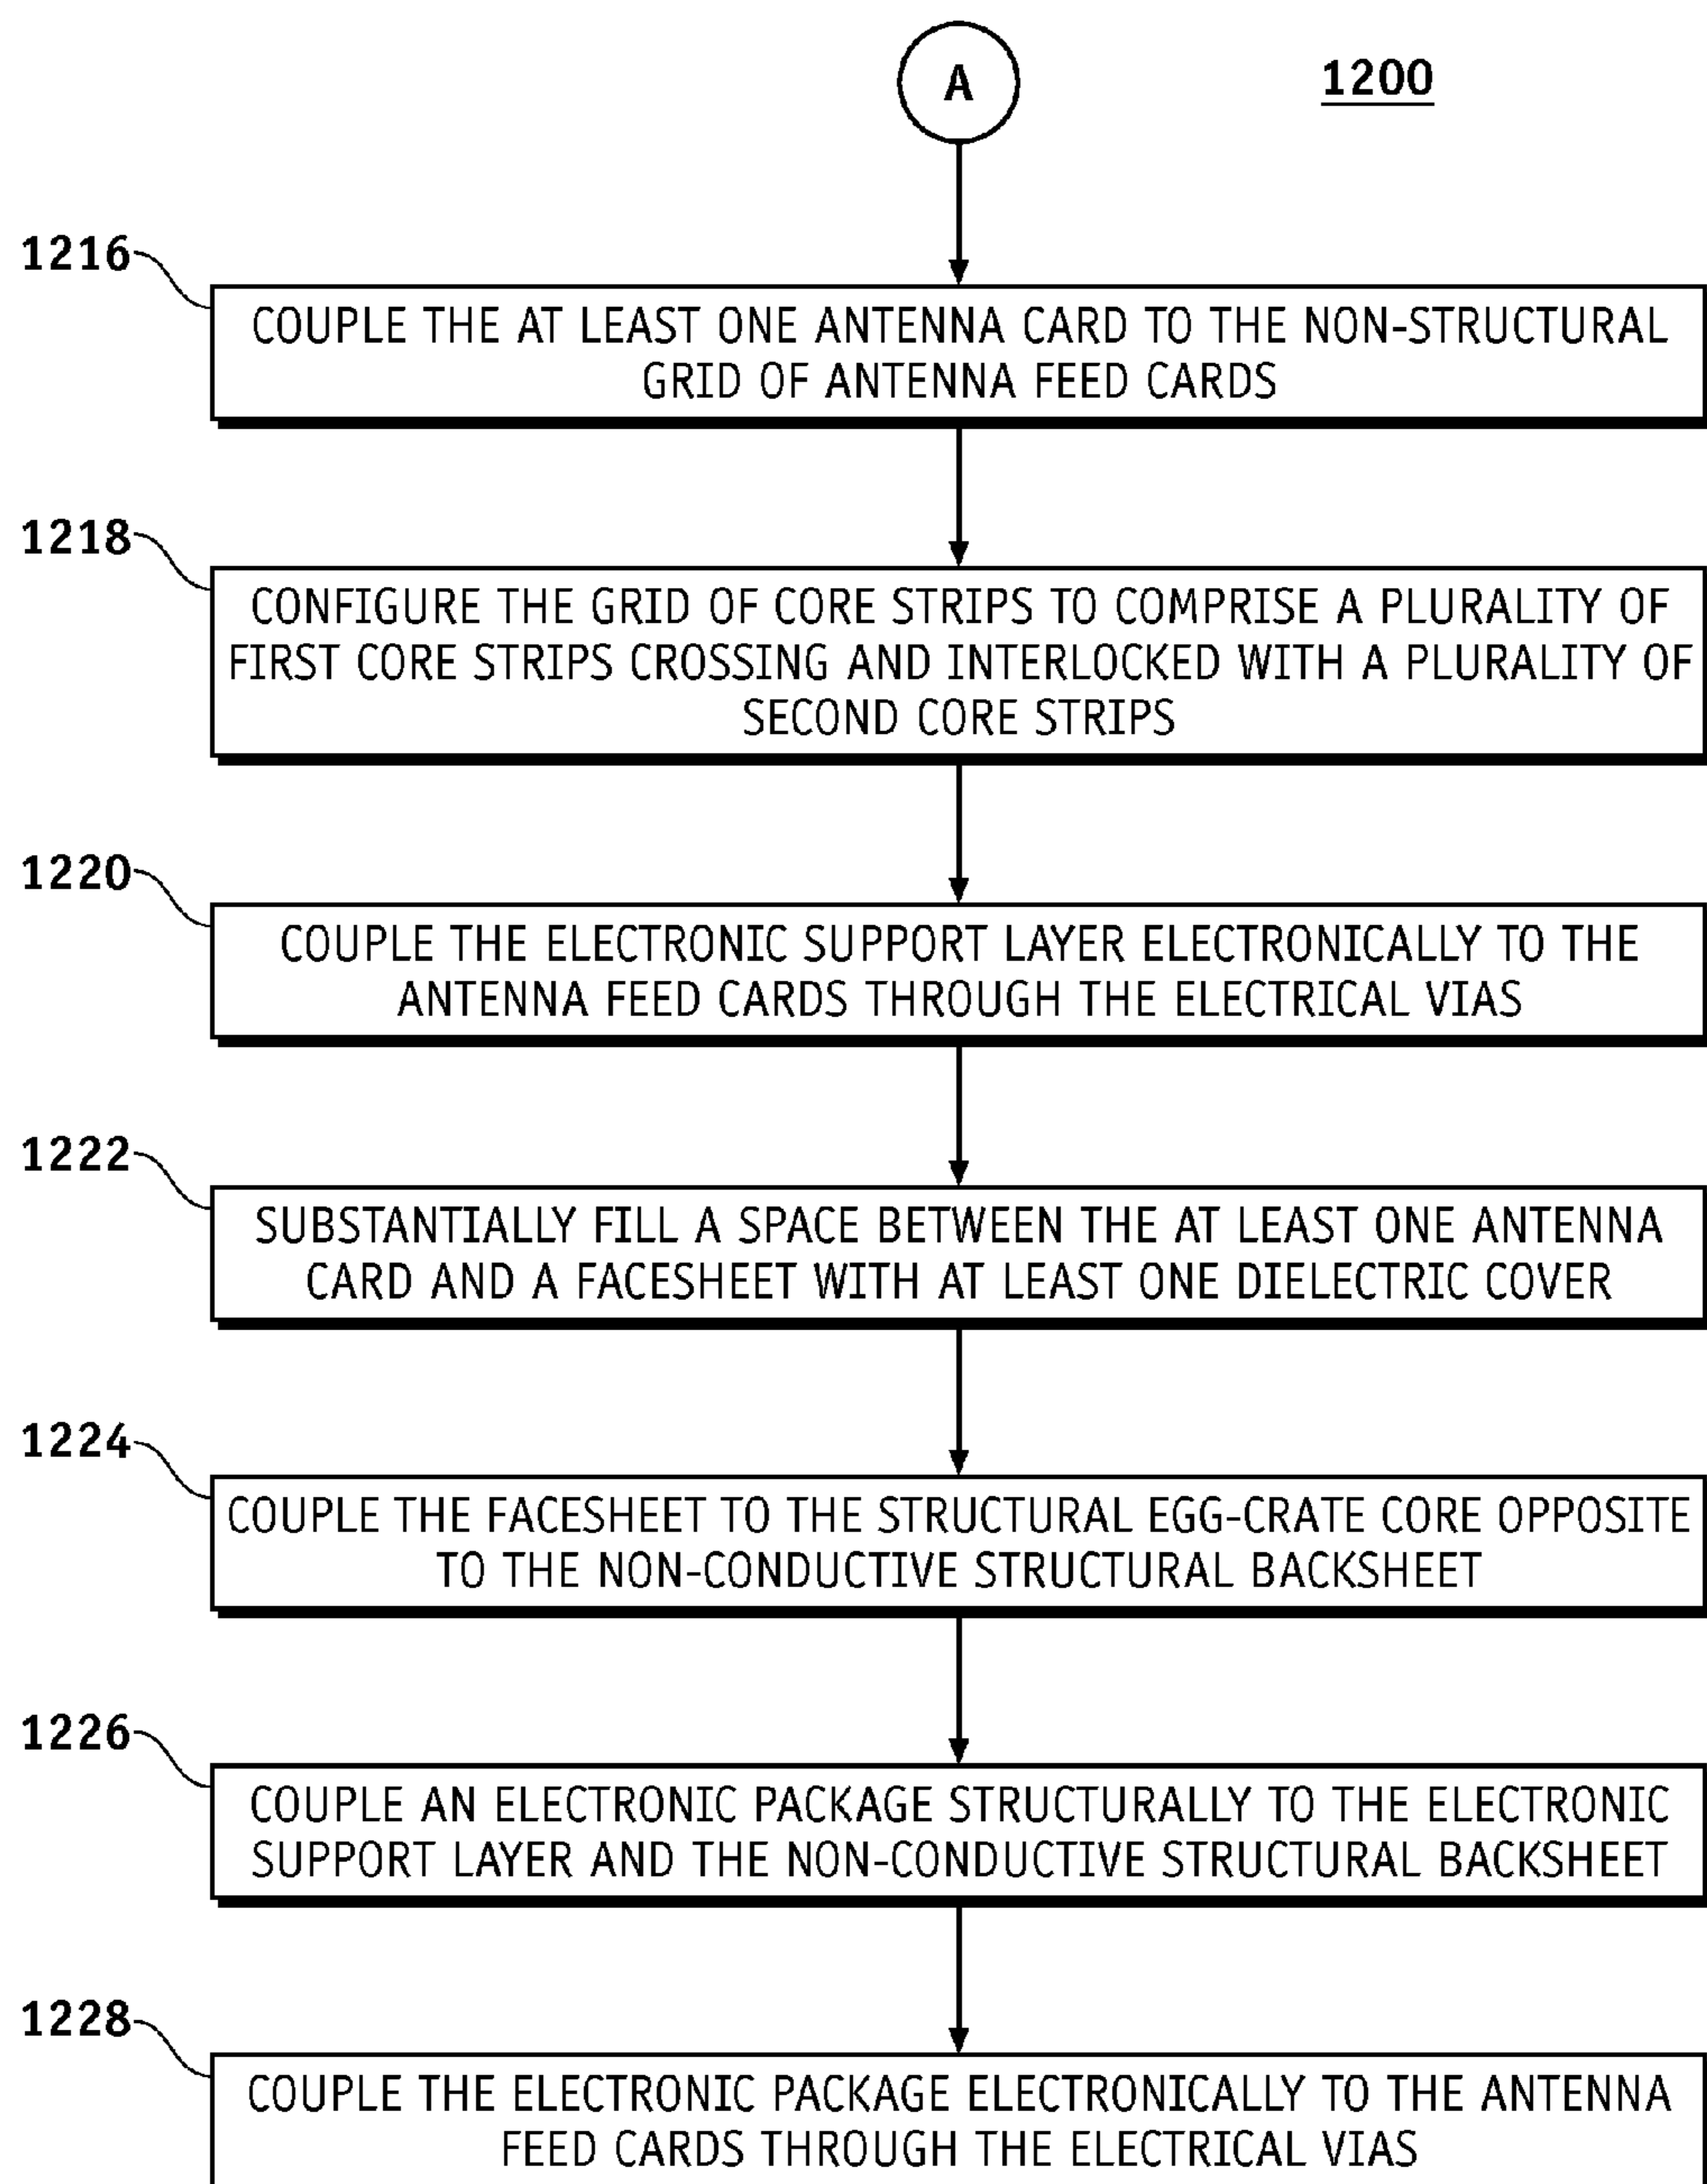 A
1200
1216
COUPLE THE AT LEAST ONE ANTENNA CARD TO THE NON-STRUCTURAL
GRID OF ANTENNA FEED CARDS
1218
CONFIGURE THE GRID OF CORE STRIPS TO COMPRISE A PLURALITY OF
FIRST CORE STRIPS CROSSING AND INTERLOCKED WITH A PLURALITY OF
SECOND CORE STRIPS
1220
COUPLE THE ELECTRONIC SUPPORT LAYER ELECTRONICALLY TO THE
ANTENNA FEED CARDS THROUGH THE ELECTRICAL VIAS
1222
SUBSTANTIALLY FILL A SPACE BETWEEN THE AT LEAST ONE ANTENNA
CARD AND A FACESHEET WITH AT LEAST ONE DIELECTRIC COVER
1224
COUPLE THE FACESHEET TO THE STRUCTURAL EGG-CRATE CORE OPPOSITE
TO THE NON-CONDUCTIVE STRUCTURAL BACKSHEET
1226
COUPLE AN ELECTRONIC PACKAGE STRUCTURALLY TO THE ELECTRONIC
SUPPORT LAYER AND THE NON-CONDUCTIVE STRUCTURAL BACKSHEET
1228
COUPLE THE ELECTRONIC PACKAGE ELECTRONICALLY TO THE ANTENNA
FEED CARDS THROUGH THE ELECTRICAL VIAS